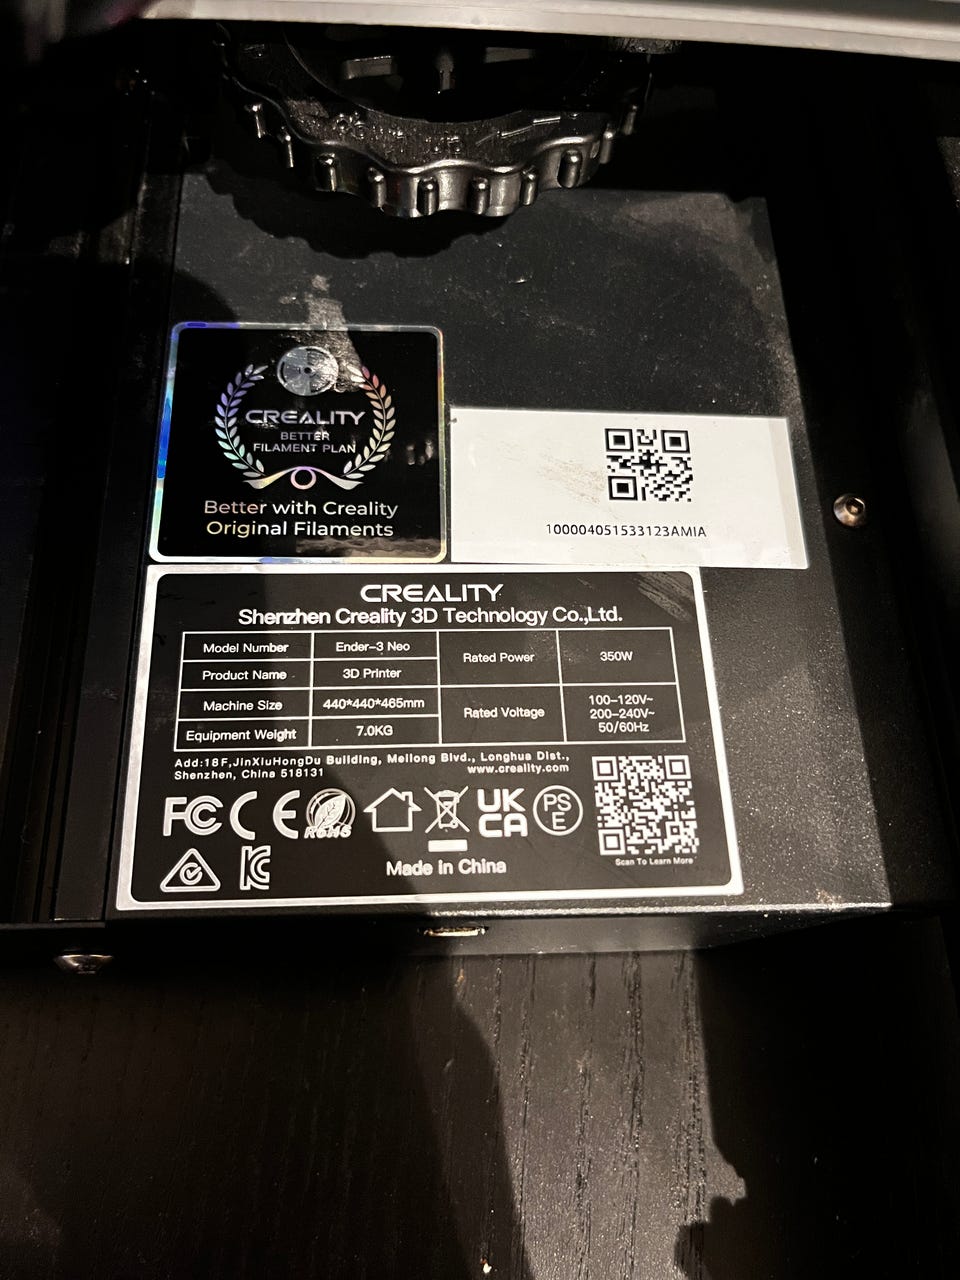 CREALITY
BETTER
FILAMENT PLAN
Better with Creality
Original Filaments
100004051533123AMIA
CREALITY
Shenzhen Creality 3D Technology Co.,Ltd.
Model Number Ender-3 Neo Rated Power 350W
Product Name 3D Printer
Machine Size 440*440*465mm Rated Voltage 100-120V~ 200-240V~ 50/60Hz
Equipment Weight 7.0KG
Add:18F,JinXiuHongDu Building, Meilong Blvd., Longhua Dist.,
Shenzhen, China 518131 www.creality.com
FC CE RoHS UK CA PS E
Scan To Learn More
Made in China